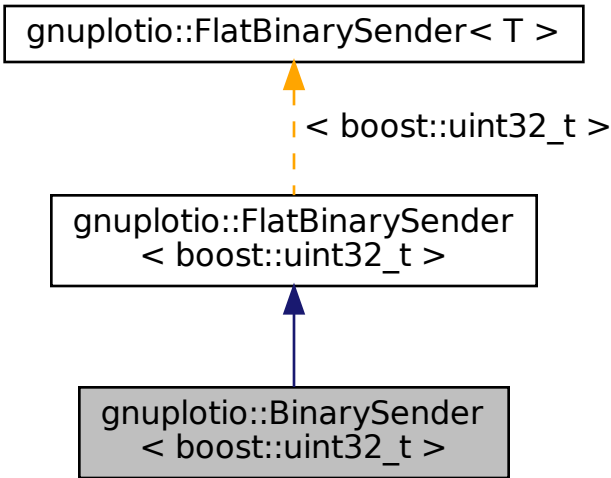 gnuplotio::FlatBinarySender< T >
< boost::uint32_t >
gnuplotio::FlatBinarySender
< boost::uint32_t >
gnuplotio::BinarySender
< boost::uint32_t >